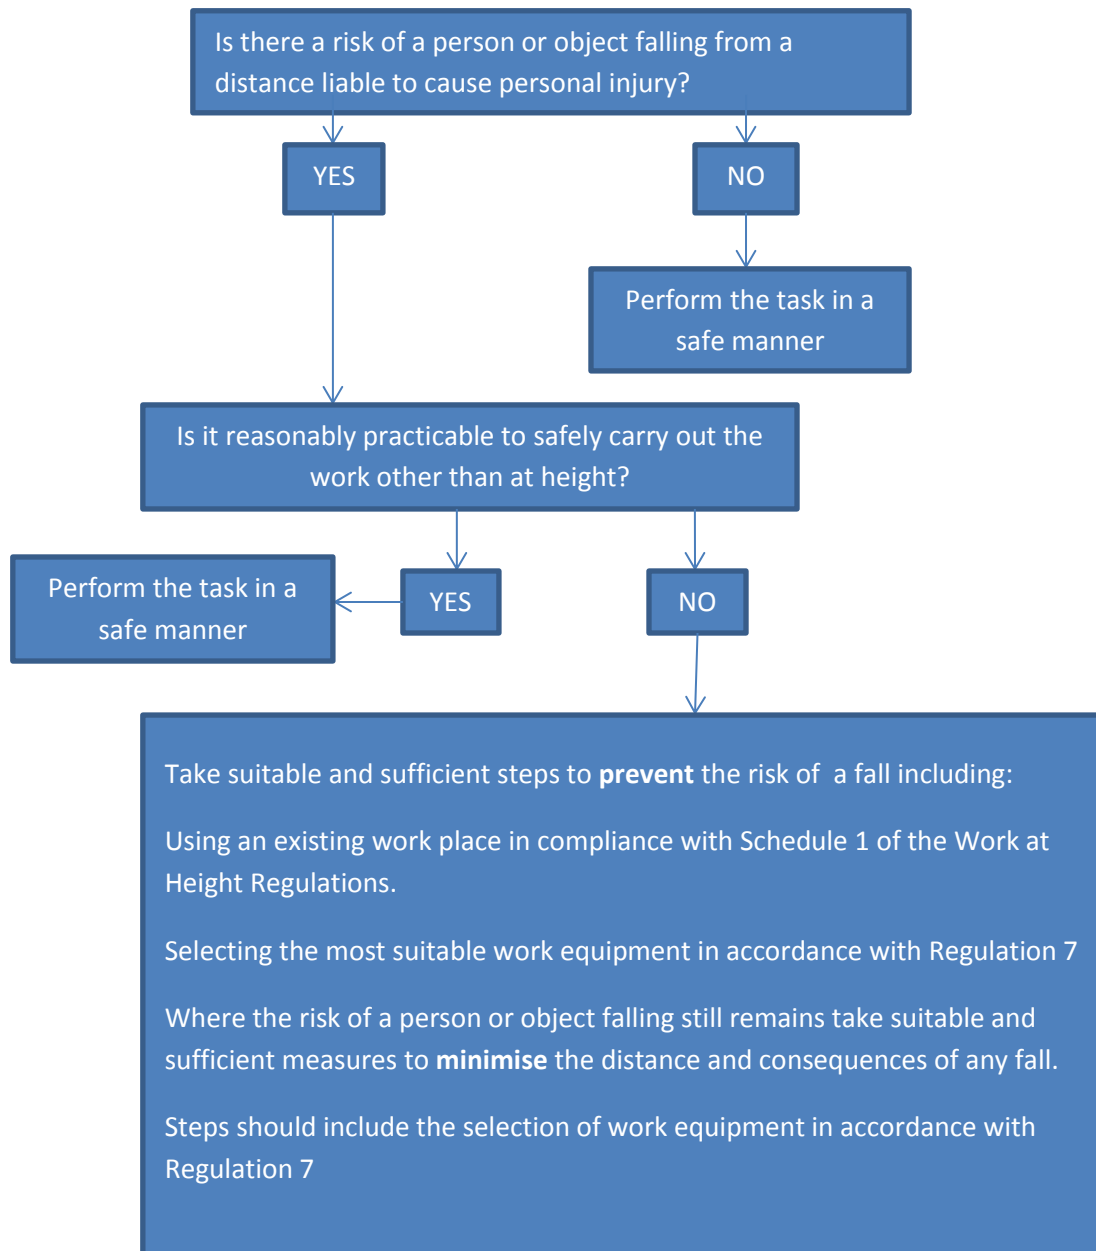 Is there a risk of a person or object falling from a
distance liable to cause personal injury?
YES
NO
Perform the task in a
safe manner
Is it reasonably practicable to safely carry out the
work other than at height?
Perform the task in a
safe manner
YES
NO
Take suitable and sufficient steps to prevent the risk of  a fall including:
Using an existing work place in compliance with Schedule 1 of the Work at
Height Regulations.
Selecting the most suitable work equipment in accordance with Regulation 7
Where the risk of a person or object falling still remains take suitable and
sufficient measures to minimise the distance and consequences of any fall.
Steps should include the selection of work equipment in accordance with
Regulation 7